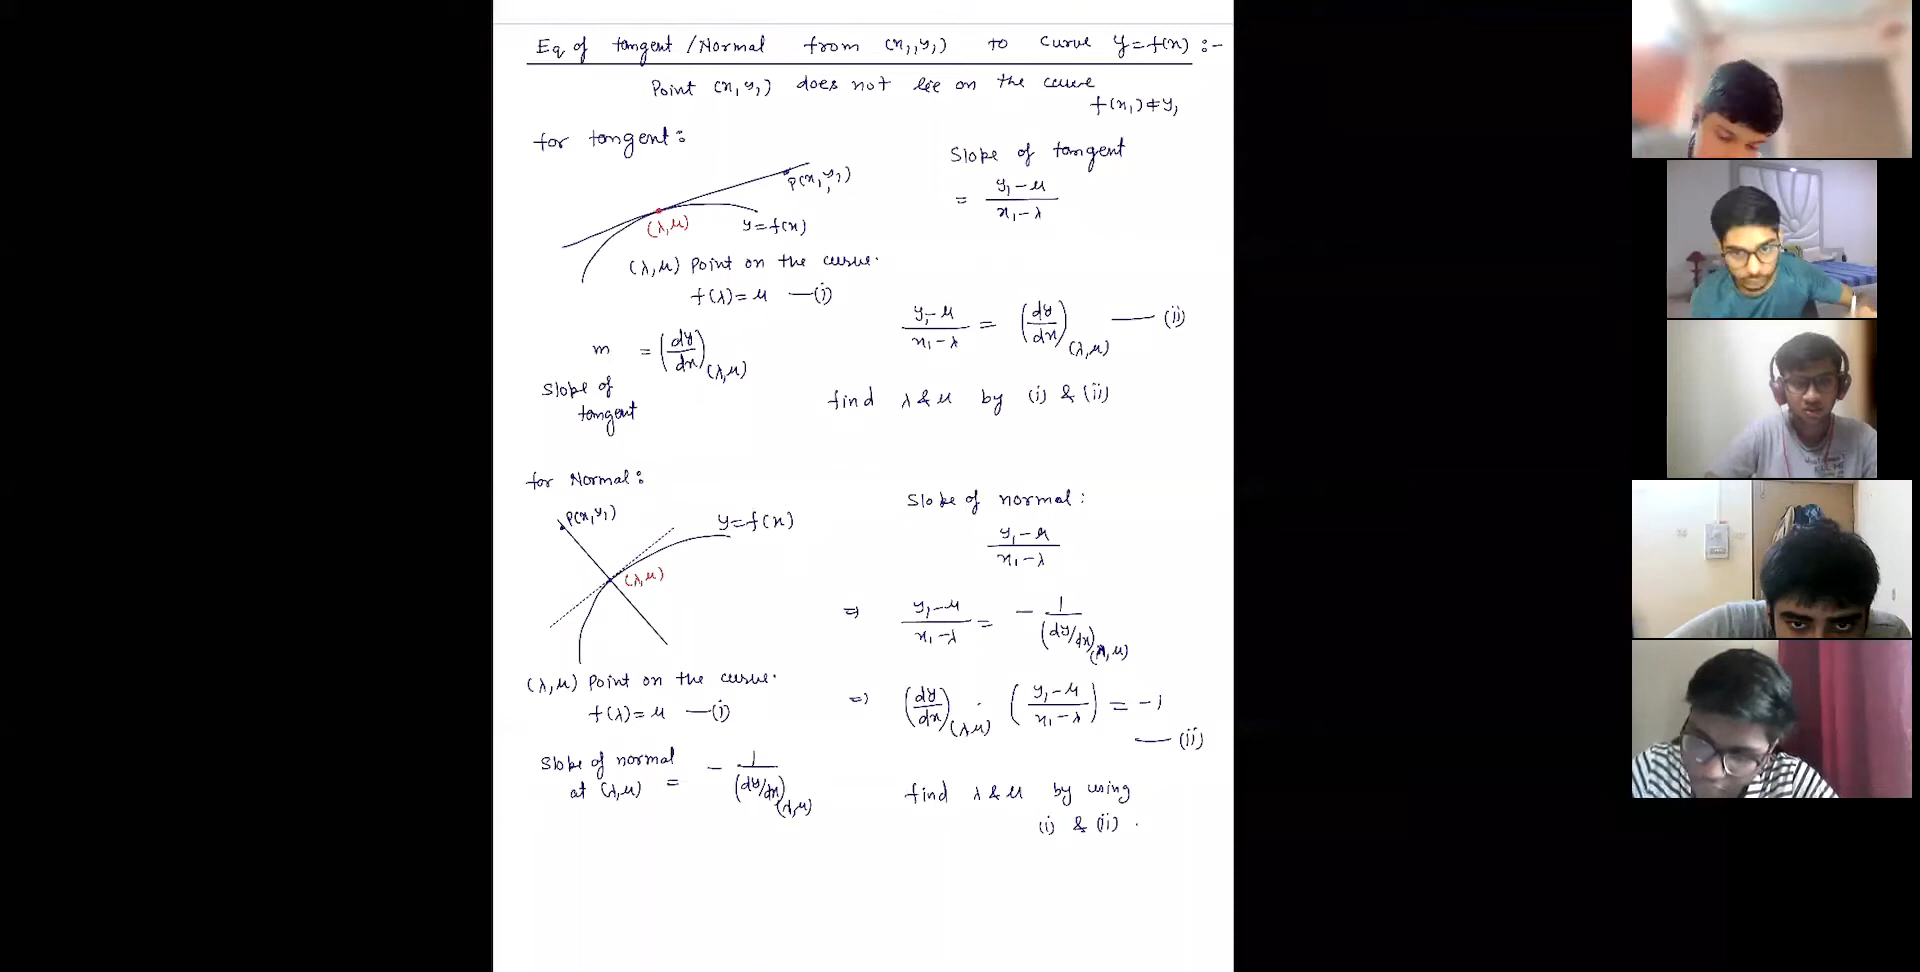 Eq of tangent /Normal from (x₁,y₁) to curve y=f(x) :-
Point (x₁ y₁) does not lie on the curve
f(x₁) ≠ y₁
for tangent:
Slope of tangent
= (y₁-μ)/(x₁-λ)
P(x₁,y₁)
(λ,μ)
y=f(x)
(λ,μ) Point on the curve.
f(λ)= μ —(i)
(y₁-μ)/(x₁-λ) = (dy/dx)(λ,μ) —— (ii)
m = (dy/dx)(λ,μ)
Slope of
tangent
find λ & μ by (i) & (ii)
for Normal:
Slope of normal:
(y₁-μ)/(x₁-λ)
P(x₁,y₁)
y=f(x)
(λ,μ)
⇒ (y₁-μ)/(x₁-λ) = - 1/(dy/dx)(λ,μ)
(λ,μ) Point on the curve.
f(λ)= μ —(i)
⇒ (dy/dx)(λ,μ) . ((y₁-μ)/(x₁-λ)) = -1
—— (ii)
Slope of normal
at (λ,μ) = - 1/(dy/dx)(λ,μ)
find λ & μ by using
(i) & (ii) .